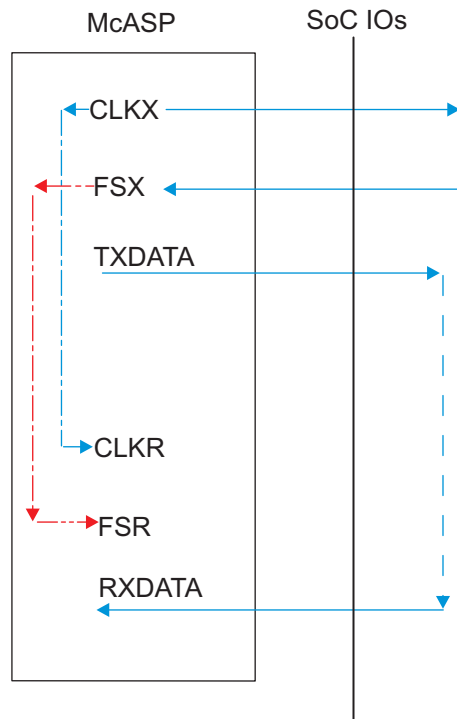 McASP
SoC IOs
CLKX
FSX
TXDATA
CLKR
FSR
RXDATA